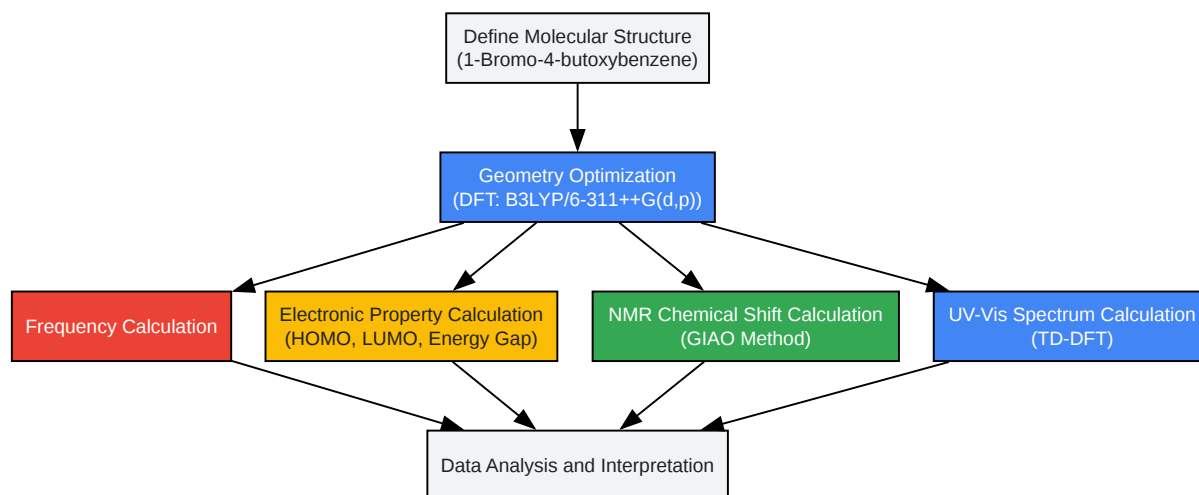 Define Molecular Structure
(1-Bromo-4-butoxybenzene)
Geometry Optimization
(DFT: B3LYP/6-311++G(d,p))
Frequency Calculation
Electronic Property Calculation
(HOMO, LUMO, Energy Gap)
NMR Chemical Shift Calculation
(GIAO Method)
UV-Vis Spectrum Calculation
(TD-DFT)
Data Analysis and Interpretation